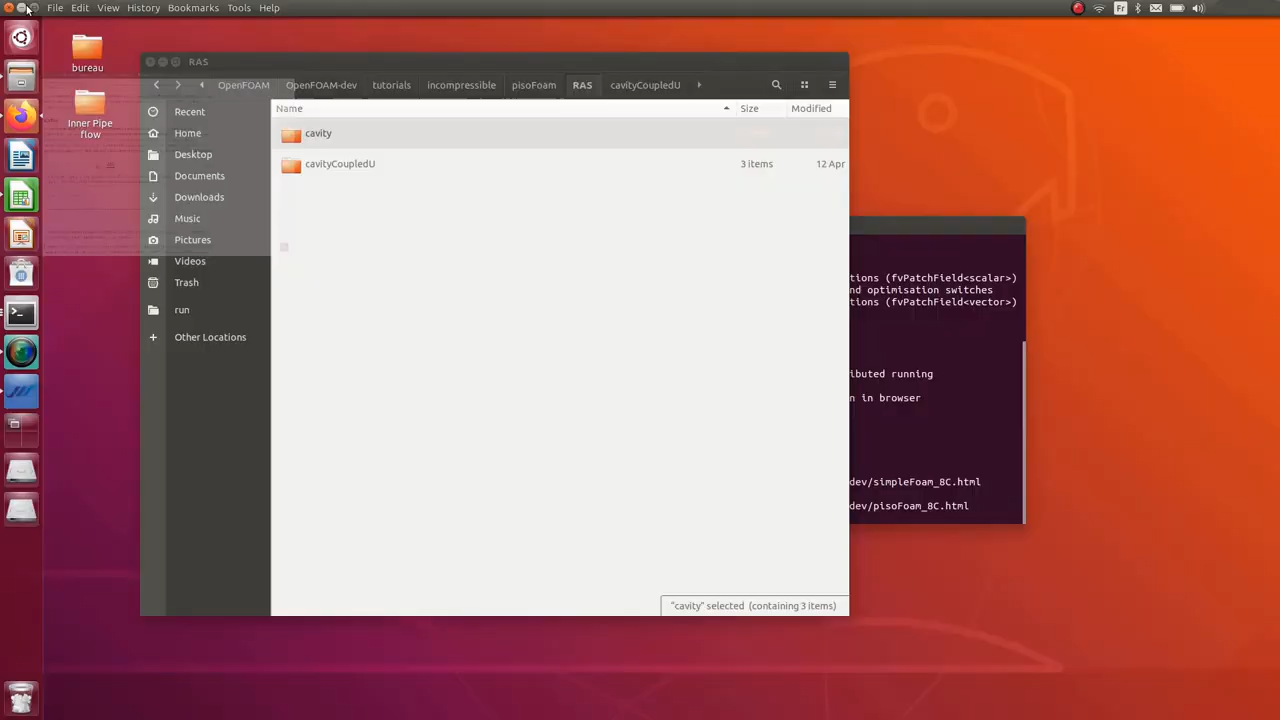 File Edit View History Bookmarks Tools Help
Fr
bureau
Inner Pipe
flow
RAS
OpenFOAM OpenFOAM-dev tutorials incompressible pisoFoam RAS cavityCoupledU
Name Size Modified
Recent
Home
Desktop
Documents
Downloads
Music
Pictures
Videos
Trash
run
Other Locations
cavity
cavityCoupledU 3 items 12 Apr
"cavity" selected (containing 3 items)
tions (fvPatchField<scalar>)
nd optimisation switches
tions (fvPatchField<vector>)
ibuted running
n in browser
dev/simpleFoam_8C.html
dev/pisoFoam_8C.html